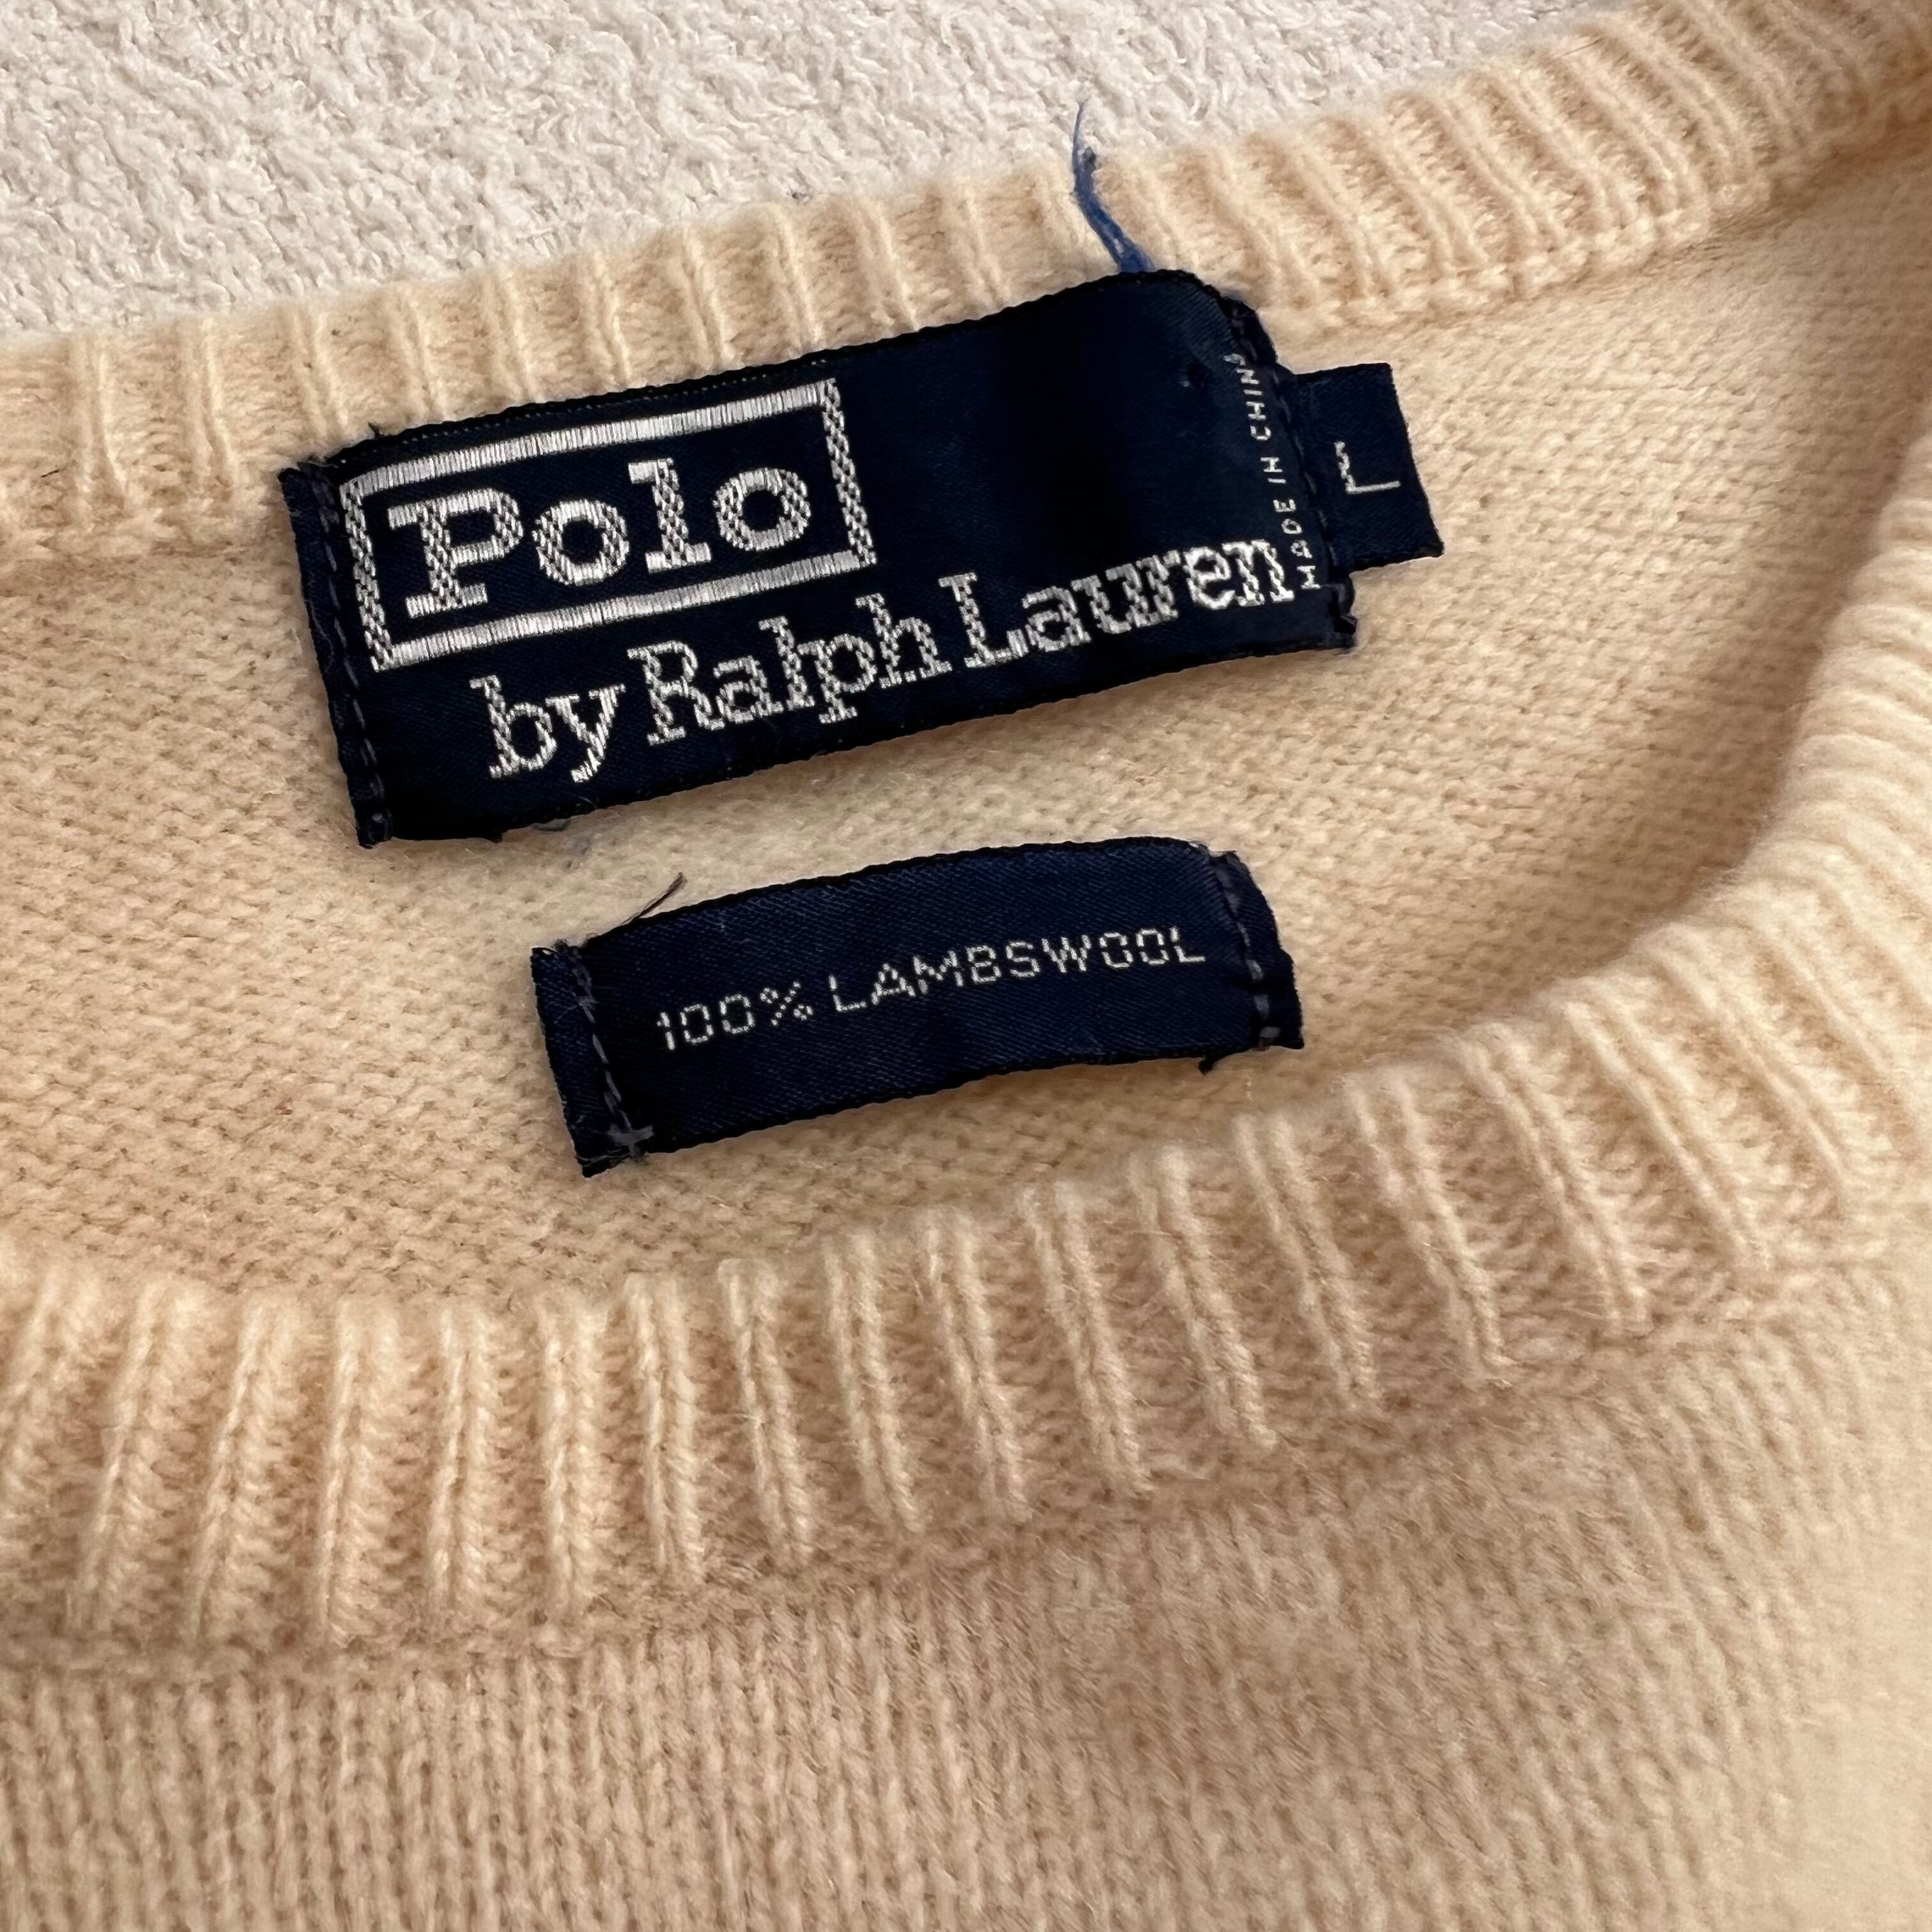 Polo
by Ralph Lauren
MADE IN CHINA
L
100% LAMBSWOOL